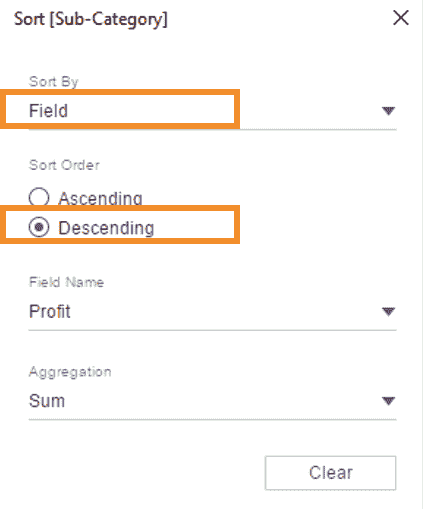 Sort [Sub-Category]
Sort By
Field
Sort Order
Ascending
Descending
Field Name
Profit
Aggregation
Sum
Clear